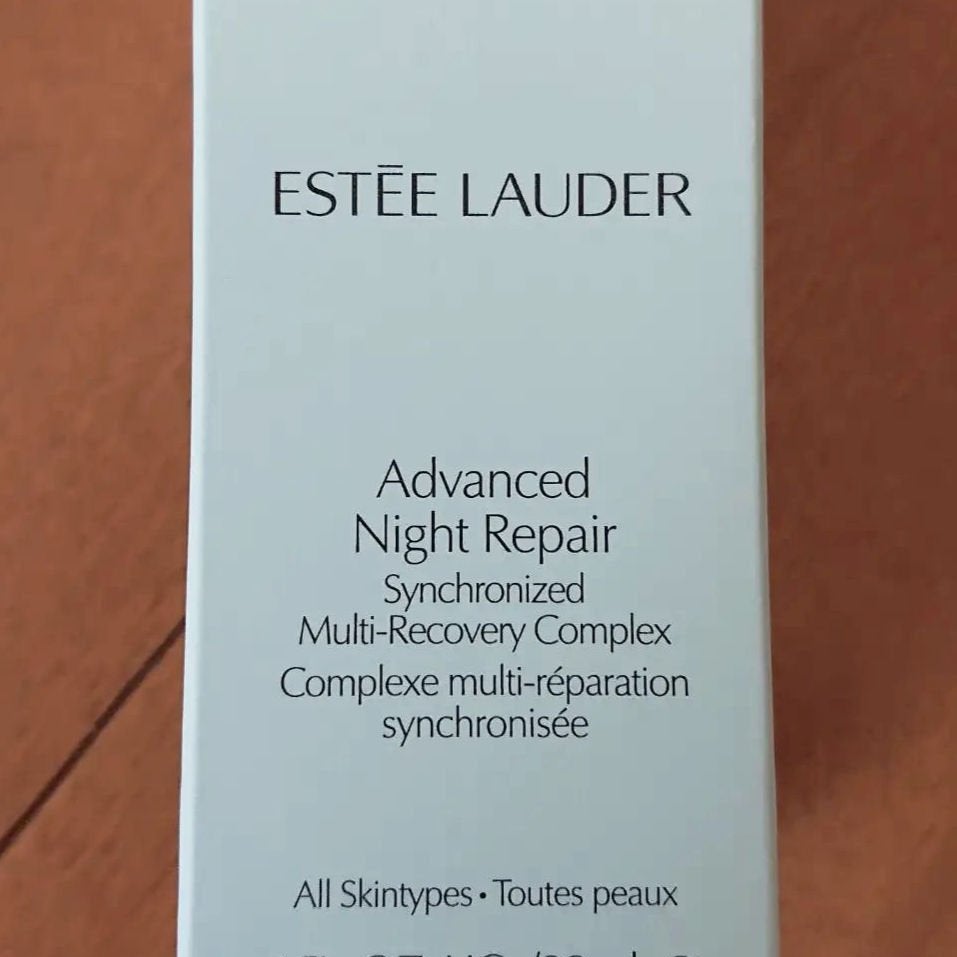 ESTĒE LAUDER
Advanced
Night Repair
Synchronized
Multi-Recovery Complex
Complexe multi-réparation
synchronisée
All Skintypes • Toutes peaux